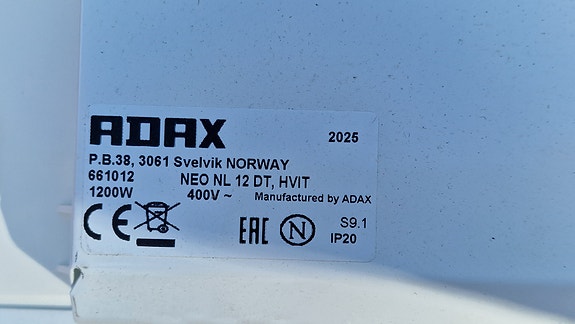 ADAX 2025
P.B.38, 3061 Svelvik NORWAY
661012 NEO NL 12 DT, HVIT
1200W 400V ~ Manufactured by ADAX
CE EAC N S9.1
IP20